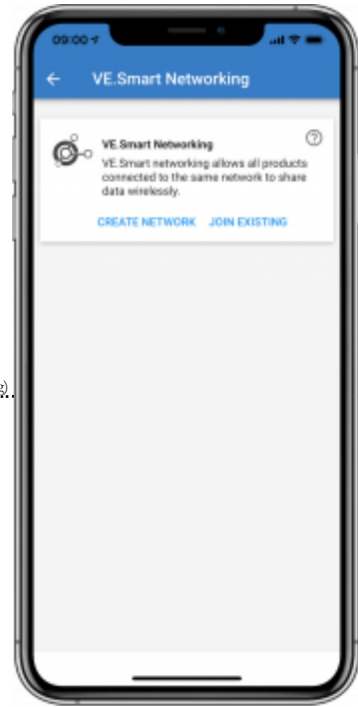 09:00
VE.Smart Networking
VE.Smart Networking
VE.Smart networking allows all products
connected to the same network to share
data wirelessly.
CREATE NETWORK JOIN EXISTING
g)